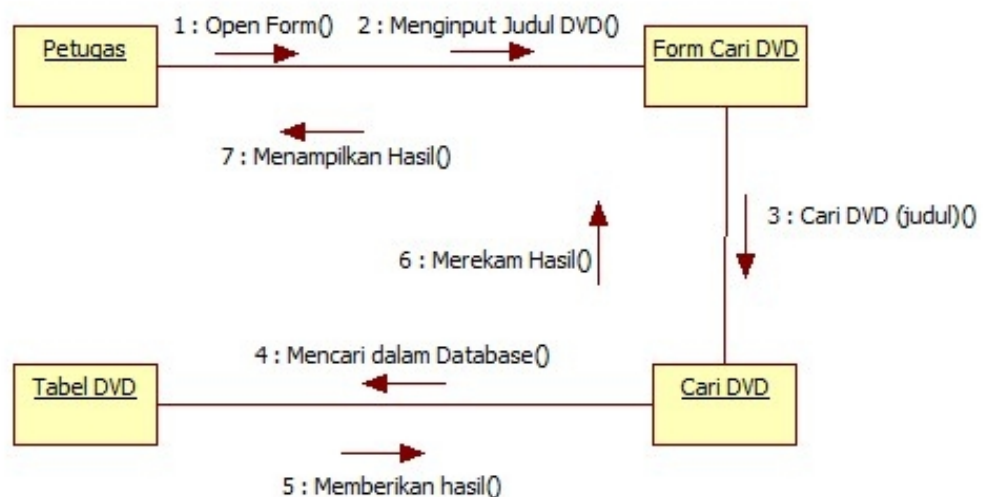 1 : Open Form()
2 : Menginput Judul DVD()
Petugas
Form Cari DVD
7 : Menampilkan Hasil()
3 : Cari DVD (judul)()
6 : Merekam Hasil()
4 : Mencari dalam Database()
Tabel DVD
Cari DVD
5 : Memberikan hasil()